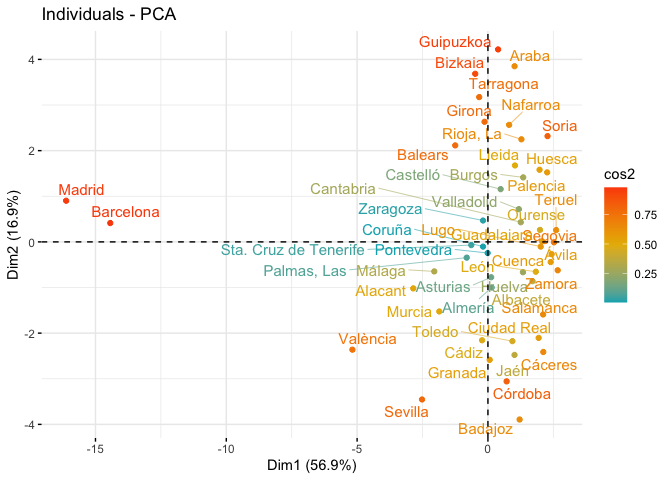 Individuals - PCA
Guipuzkoa
Araba
Bizkaia
Tarragona
Nafarroa
Girona
Soria
Rioja, La
Balears
Lleida
Huesca
Castelló
Burgos
Palencia
Cantabria
Valladolid
Teruel
Madrid
Barcelona
Zaragoza
Ourense
Coruña
Lugo
Guadalajara
Segovia
Sta. Cruz de Tenerife
Pontevedra
Ávila
Cuenca
León
Palmas, Las
Málaga
Zamora
Asturias
Huelva
Alacant
Albacete
Almería
Salamanca
Murcia
Toledo
Ciudad Real
València
Cádiz
Cáceres
Granada
Jaén
Córdoba
Sevilla
Badajoz
4
2
0
-2
-4
-15
-10
-5
0
Dim1 (56.9%)
Dim2 (16.9%)
cos2
0.75
0.50
0.25